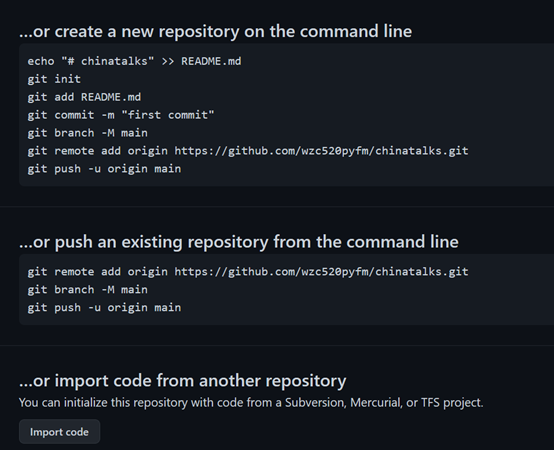 ...or create a new repository on the command line
echo "# chinatalks" >> README.md
git init
git add README.md
git commit -m "first commit"
git branch -M main
git remote add origin https://github.com/wzc520pyfm/chinatalks.git
git push -u origin main
...or push an existing repository from the command line
git remote add origin https://github.com/wzc520pyfm/chinatalks.git
git branch -M main
git push -u origin main
...or import code from another repository
You can initialize this repository with code from a Subversion, Mercurial, or TFS project.
Import code